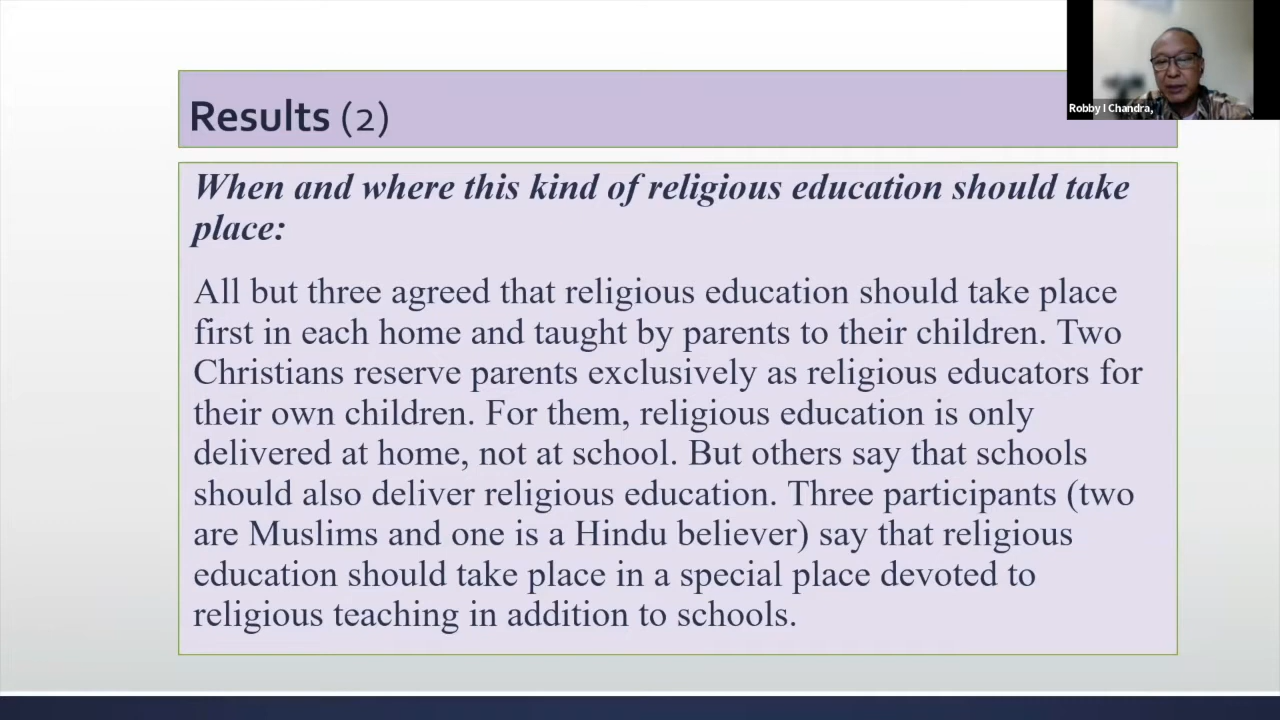 Results (2)
Robby I Chandra,
When and where this kind of religious education should take
place:
All but three agreed that religious education should take place
first in each home and taught by parents to their children. Two
Christians reserve parents exclusively as religious educators for
their own children. For them, religious education is only
delivered at home, not at school. But others say that schools
should also deliver religious education. Three participants (two
are Muslims and one is a Hindu believer) say that religious
education should take place in a special place devoted to
religious teaching in addition to schools.